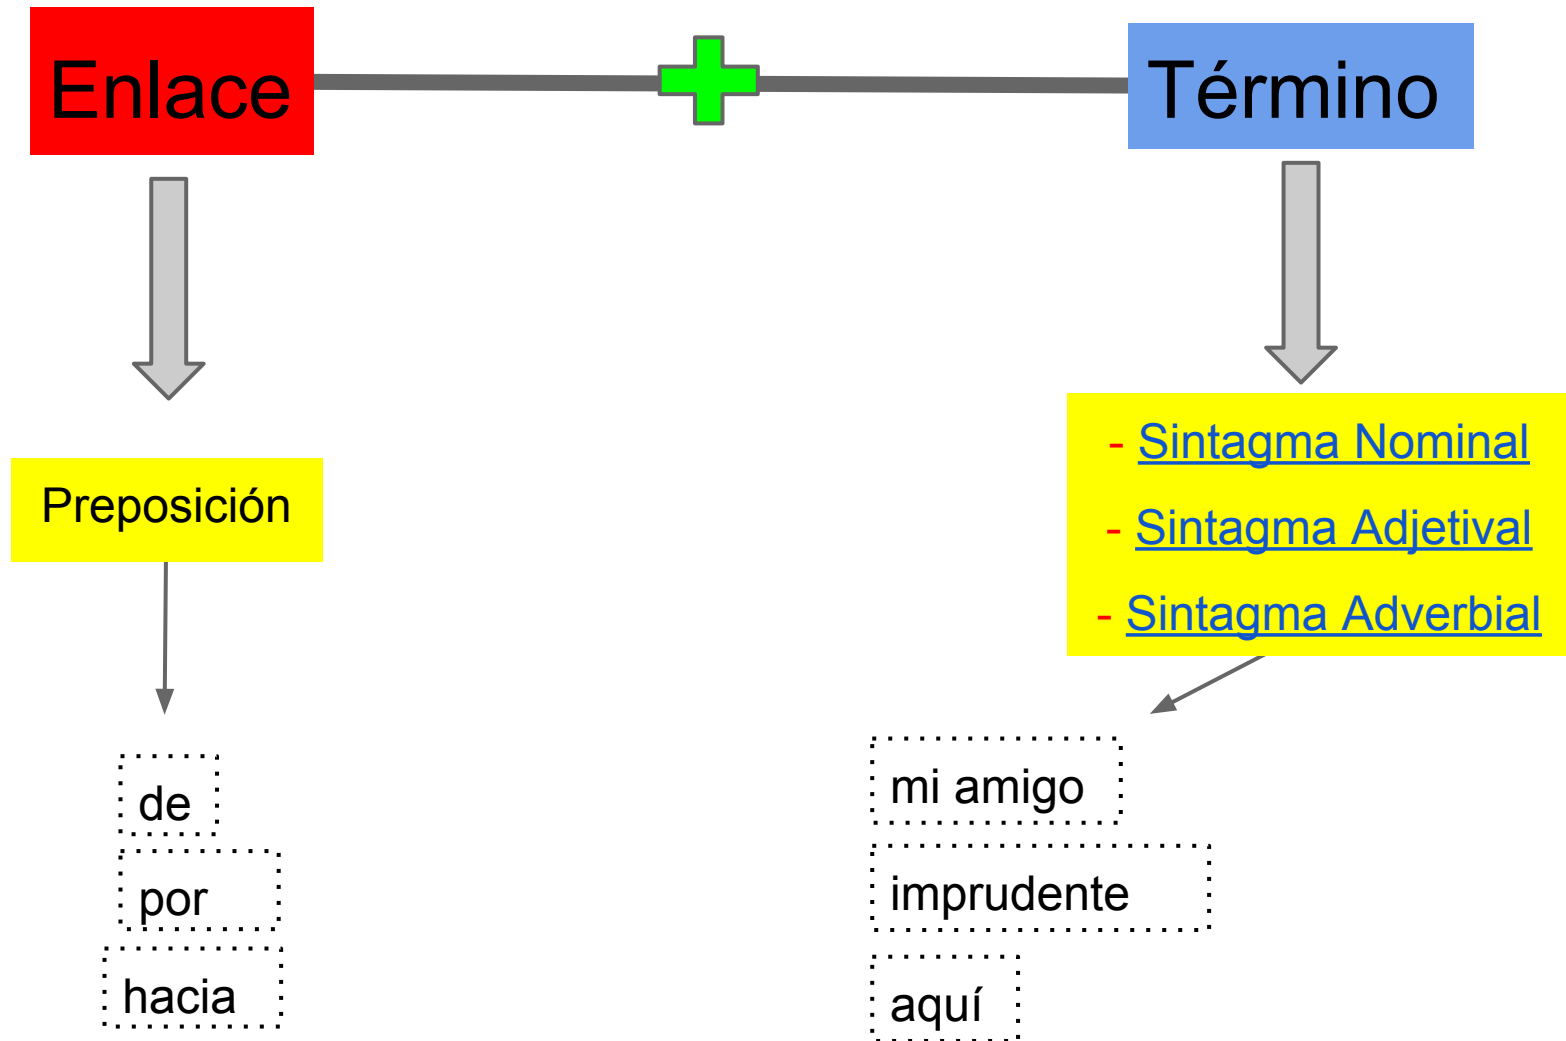 Enlace
Término
Preposición
- Sintagma Nominal
- Sintagma Adjetival
- Sintagma Adverbial
de
por
hacia
mi amigo
imprudente
aquí